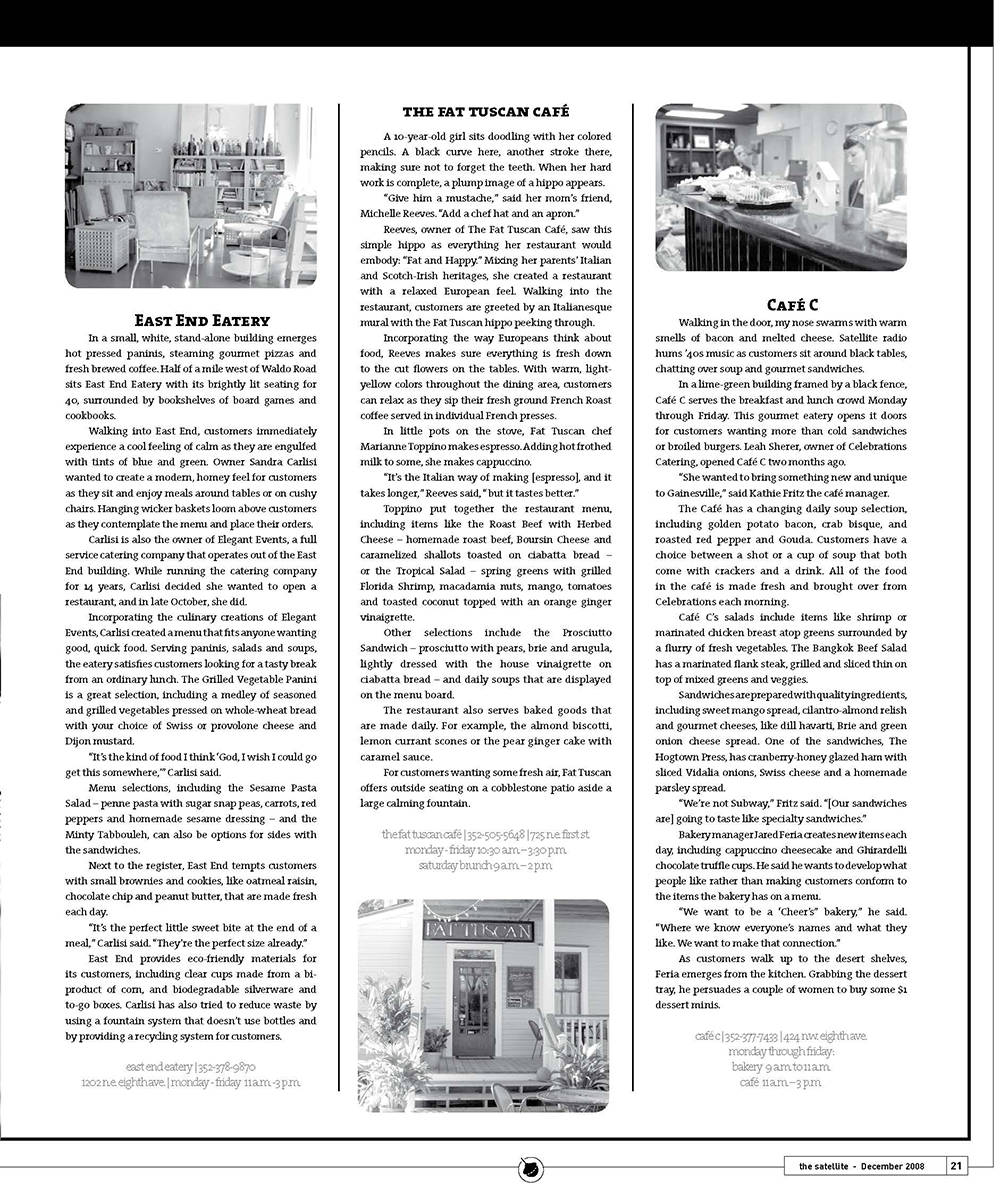 EAST END EATERY
In a small, white, stand-alone building emerges
hot pressed paninis, steaming gourmet pizzas and
fresh brewed coffee. Half of a mile west of Waldo Road
sits East End Eatery with its brightly lit seating for
40, surrounded by bookshelves of board games and
cookbooks.
Walking into East End, customers immediately
experience a cool feeling of calm as they are engulfed
with tints of blue and green. Owner Sandra Carlisi
wanted to create a modern, homey feel for customers
as they sit and enjoy meals around tables or on cushy
chairs. Hanging wicker baskets loom above customers
as they contemplate the menu and place their orders.
Carlisi is also the owner of Elegant Events, a full
service catering company that operates out of the East
End building. While running the catering company
for 14 years, Carlisi decided she wanted to open a
restaurant, and in late October, she did.
Incorporating the culinary creations of Elegant
Events, Carlisi created a menu that fits anyone wanting
good, quick food. Serving paninis, salads and soups,
the eatery satisfies customers looking for a tasty break
from an ordinary lunch. The Grilled Vegetable Panini
is a great selection, including a medley of seasoned
and grilled vegetables pressed on whole-wheat bread
with your choice of Swiss or provolone cheese and
Dijon mustard.
“It’s the kind of food I think ‘God, I wish I could go
get this somewhere,’” Carlisi said.
Menu selections, including the Sesame Pasta
Salad – penne pasta with sugar snap peas, carrots, red
peppers and homemade sesame dressing – and the
Minty Tabbouleh, can also be options for sides with
the sandwiches.
Next to the register, East End tempts customers
with small brownies and cookies, like oatmeal raisin,
chocolate chip and peanut butter, that are made fresh
each day.
“It’s the perfect little sweet bite at the end of a
meal,” Carlisi said. “They’re the perfect size already.”
East End provides eco-friendly materials for
its customers, including clear cups made from a bi-
product of corn, and biodegradable silverware and
to-go boxes. Carlisi has also tried to reduce waste by
using a fountain system that doesn’t use bottles and
by providing a recycling system for customers.
east end eatery | 352-378-9870
1202 n.e. eighth ave. | monday - friday 11 a.m. -3 p.m.
THE FAT TUSCAN CAFÉ
A 10-year-old girl sits doodling with her colored
pencils. A black curve here, another stroke there,
making sure not to forget the teeth. When her hard
work is complete, a plump image of a hippo appears.
“Give him a mustache,” said her mom’s friend,
Michelle Reeves. “Add a chef hat and an apron.”
Reeves, owner of The Fat Tuscan Café, saw this
simple hippo as everything her restaurant would
embody: “Fat and Happy.” Mixing her parents’ Italian
and Scotch-Irish heritages, she created a restaurant
with a relaxed European feel. Walking into the
restaurant, customers are greeted by an Italianesque
mural with the Fat Tuscan hippo peeking through.
Incorporating the way Europeans think about
food, Reeves makes sure everything is fresh down
to the cut flowers on the tables. With warm, light-
yellow colors throughout the dining area, customers
can relax as they sip their fresh ground French Roast
coffee served in individual French presses.
In little pots on the stove, Fat Tuscan chef
Marianne Toppino makes espresso. Adding hot frothed
milk to some, she makes cappuccino.
“It’s the Italian way of making [espresso], and it
takes longer,” Reeves said, “ but it tastes better.”
Toppino put together the restaurant menu,
including items like the Roast Beef with Herbed
Cheese – homemade roast beef, Boursin Cheese and
caramelized shallots toasted on ciabatta bread –
or the Tropical Salad – spring greens with grilled
Florida Shrimp, macadamia nuts, mango, tomatoes
and toasted coconut topped with an orange ginger
vinaigrette.
Other selections include the Prosciutto
Sandwich – prosciutto with pears, brie and arugula,
lightly dressed with the house vinaigrette on
ciabatta bread – and daily soups that are displayed
on the menu board.
The restaurant also serves baked goods that
are made daily. For example, the almond biscotti,
lemon currant scones or the pear ginger cake with
caramel sauce.
For customers wanting some fresh air, Fat Tuscan
offers outside seating on a cobblestone patio aside a
large calming fountain.
the fat tuscan café | 352-505-5648 | 725 n.e. first st.
monday - friday 10:30 a.m. – 3:30 p.m.
saturday brunch 9 a.m. – 2 p.m.
FAT TUSCAN
CAFÉ C
Walking in the door, my nose swarms with warm
smells of bacon and melted cheese. Satellite radio
hums ’40s music as customers sit around black tables,
chatting over soup and gourmet sandwiches.
In a lime-green building framed by a black fence,
Café C serves the breakfast and lunch crowd Monday
through Friday. This gourmet eatery opens it doors
for customers wanting more than cold sandwiches
or broiled burgers. Leah Sherer, owner of Celebrations
Catering, opened Café C two months ago.
“She wanted to bring something new and unique
to Gainesville,” said Kathie Fritz the café manager.
The Café has a changing daily soup selection,
including golden potato bacon, crab bisque, and
roasted red pepper and Gouda. Customers have a
choice between a shot or a cup of soup that both
come with crackers and a drink. All of the food
in the café is made fresh and brought over from
Celebrations each morning.
Café C’s salads include items like shrimp or
marinated chicken breast atop greens surrounded by
a flurry of fresh vegetables. The Bangkok Beef Salad
has a marinated flank steak, grilled and sliced thin on
top of mixed greens and veggies.
Sandwiches are prepared with quality ingredients,
including sweet mango spread, cilantro-almond relish
and gourmet cheeses, like dill havarti, Brie and green
onion cheese spread. One of the sandwiches, The
Hogtown Press, has cranberry-honey glazed ham with
sliced Vidalia onions, Swiss cheese and a homemade
parsley spread.
“We’re not Subway,” Fritz said. “[Our sandwiches
are] going to taste like specialty sandwiches.”
Bakery manager Jared Feria creates new items each
day, including cappuccino cheesecake and Ghirardelli
chocolate truffle cups. He said he wants to develop what
people like rather than making customers conform to
the items the bakery has on a menu.
“We want to be a ‘Cheer’s” bakery,” he said.
“Where we know everyone’s names and what they
like. We want to make that connection.”
As customers walk up to the desert shelves,
Feria emerges from the kitchen. Grabbing the dessert
tray, he persuades a couple of women to buy some $1
dessert minis.
café c | 352-377-7433 | 424 n.w. eighth ave.
monday through friday:
bakery 9 a.m. to 11 a.m.
café 11 a.m. – 3 p.m.
the satellite - December 2008 21